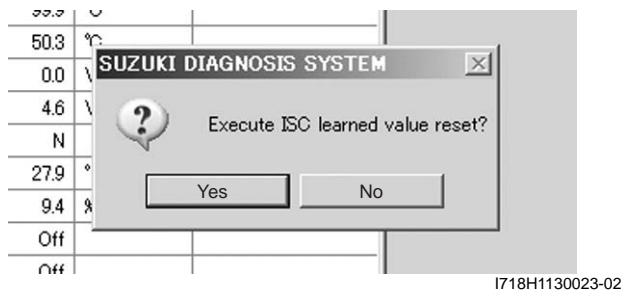 50.3 °C
SUZUKI DIAGNOSIS SYSTEM
0.0
4.6
Execute ISC learned value reset?
N
27.9 °
Yes No
9.4 %
Off
Off
I718H1130023-02